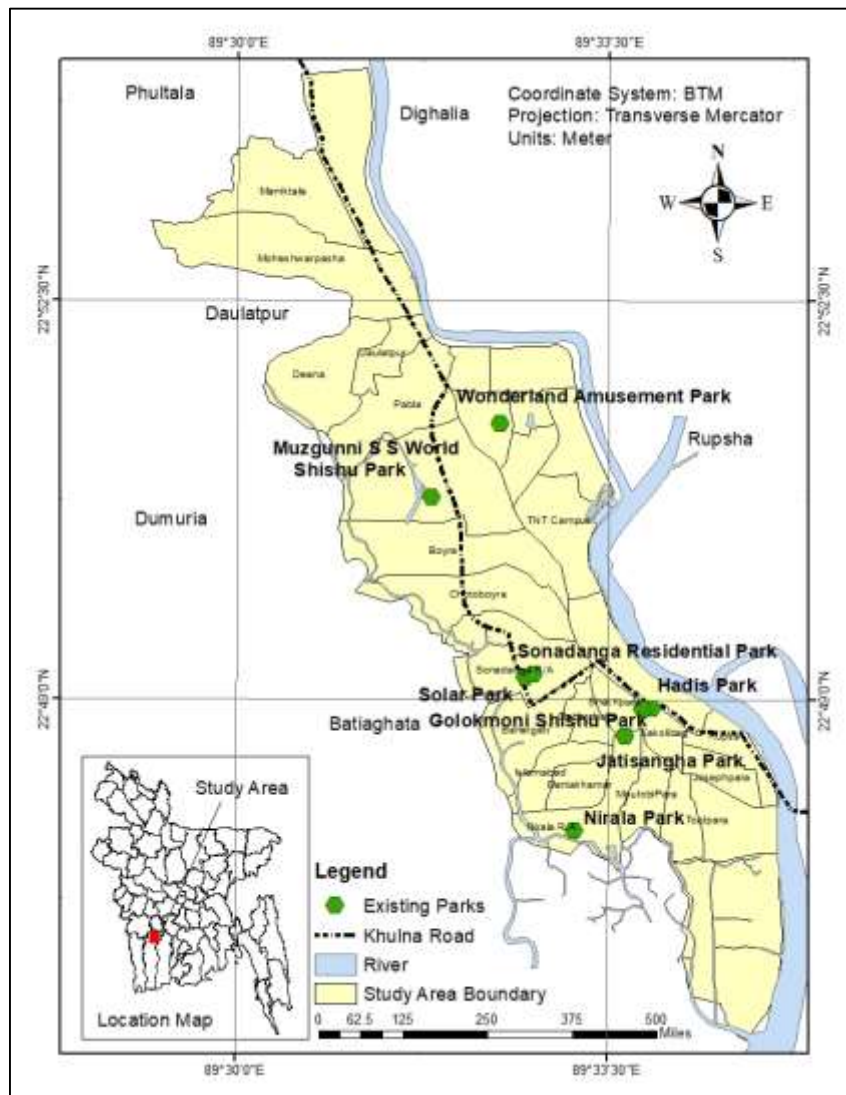 89°30'0"E
89°33'30"E
Phultala
Dighalia
Coordinate System: BTM
Projection: Transverse Mercator
Units: Meter
N
W
E
S
Maniktala
Moheshwarpasha
22°52'30"N
22°52'30"N
Daulatpur
Daulatpur
Deana
Pabla
Wonderland Amusement Park
Muzgunni S S World
Shishu Park
Rupsha
Dumuria
TNT Campus
Boyra
Sonadanga Residential Park
Solar Park
Hadis Park
22°49'0"N
22°49'0"N
Batiaghata
Golokmoni Shishu Park
Jatisangha Park
Islamabad
MoulobiPara
Tootpara
Nirala Park
Study Area
Location Map
Legend
Existing Parks
Khulna Road
River
Study Area Boundary
0 62.5 125 250 375 500
Miles
89°30'0"E
89°33'30"E